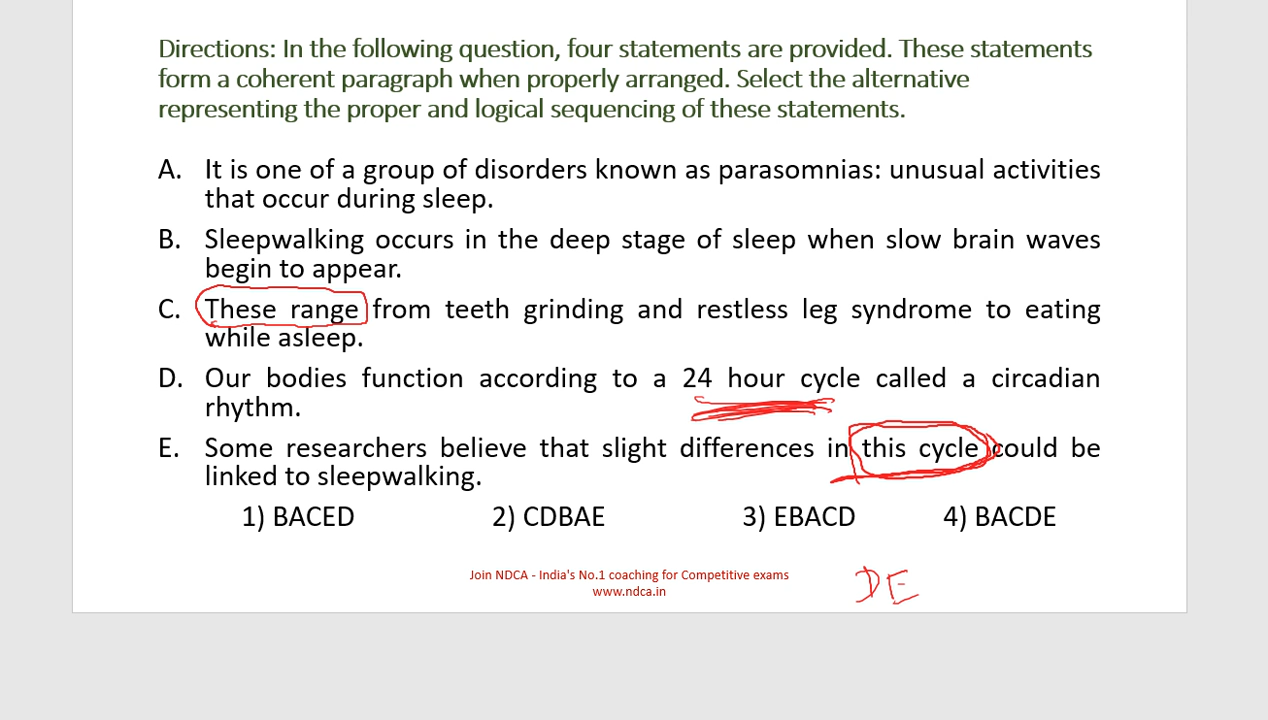 Directions: In the following question, four statements are provided. These statements
form a coherent paragraph when properly arranged. Select the alternative
representing the proper and logical sequencing of these statements.
A. It is one of a group of disorders known as parasomnias: unusual activities
that occur during sleep.
B. Sleepwalking occurs in the deep stage of sleep when slow brain waves
begin to appear.
C. These range from teeth grinding and restless leg syndrome to eating
while asleep.
D. Our bodies function according to a 24 hour cycle called a circadian
rhythm.
E. Some researchers believe that slight differences in this cycle could be
linked to sleepwalking.
1) BACED 2) CDBAE 3) EBACD 4) BACDE
Join NDCA - India's No.1 coaching for Competitive exams
www.ndca.in
DE